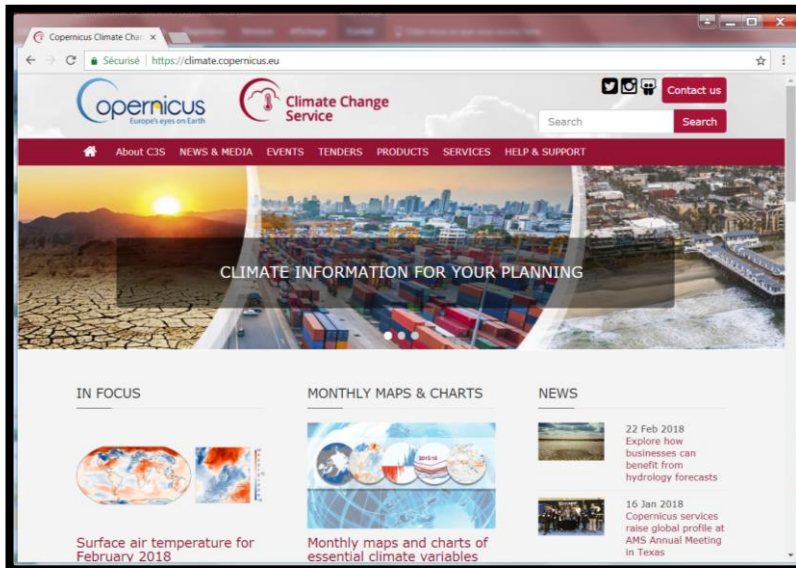 Copernicus Climate Chan
Sécurisé | https://climate.copernicus.eu
opernicus
Europe's eyes on Earth
Climate Change
Service
Contact us
Search
Search
About C3S NEWS & MEDIA EVENTS TENDERS PRODUCTS SERVICES HELP & SUPPORT
CLIMATE INFORMATION FOR YOUR PLANNING
IN FOCUS
Surface air temperature for
February 2018
MONTHLY MAPS & CHARTS
Monthly maps and charts of
essential climate variables
NEWS
22 Feb 2018
Explore how
businesses can
benefit from
hydrology forecasts
16 Jan 2018
Copernicus services
raise global profile at
AMS Annual Meeting
in Texas